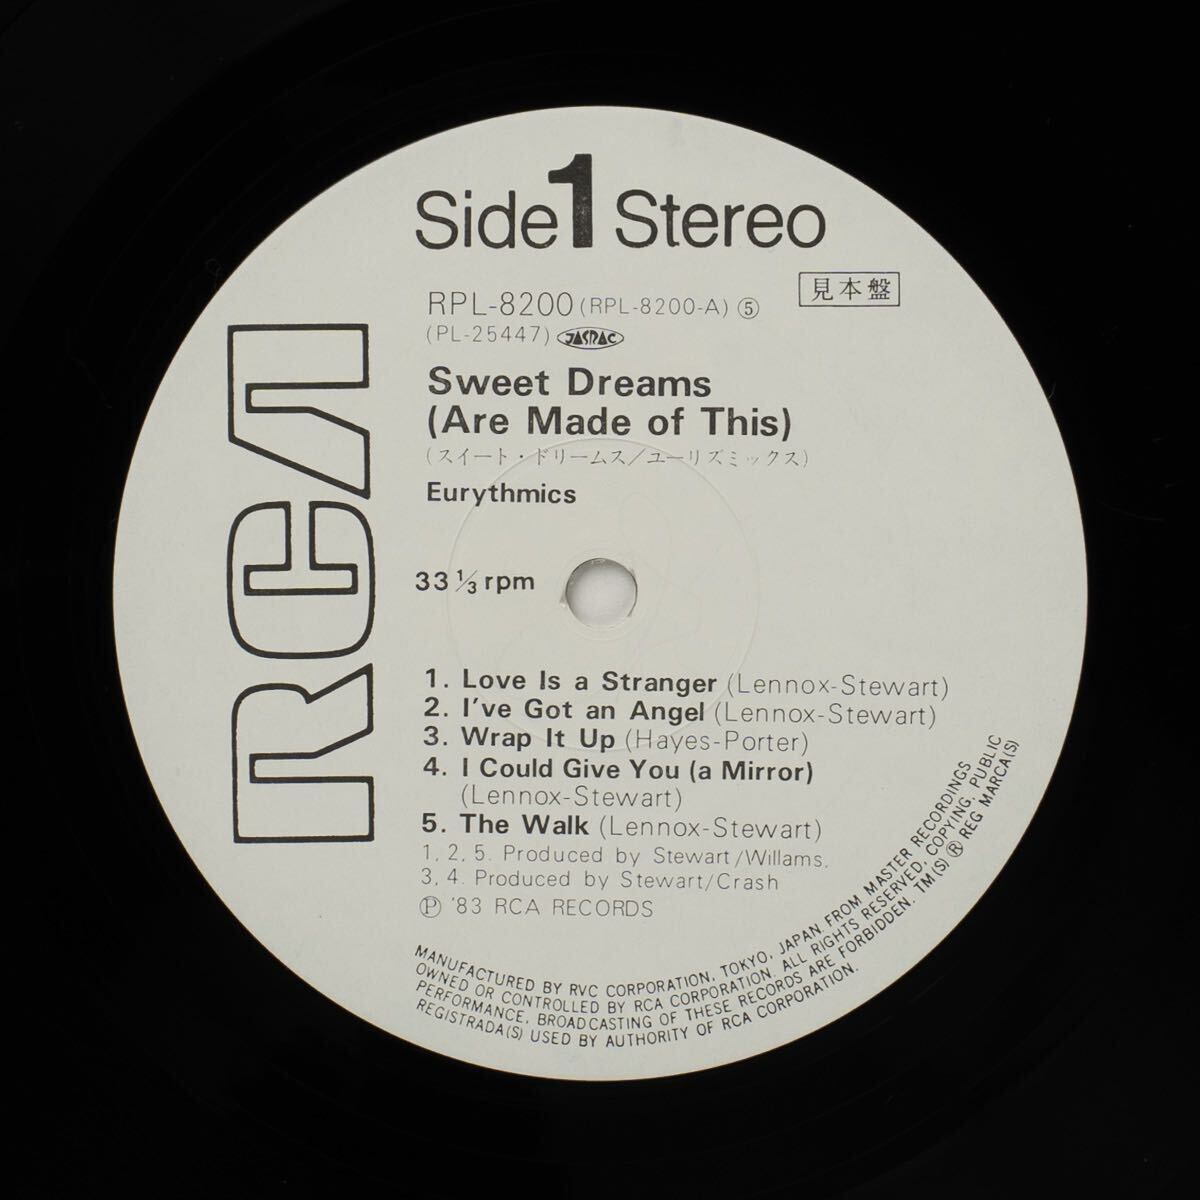 Side 1 Stereo
見本盤
RPL-8200 (RPL-8200-A) ⑤
(PL-25447) JASRAC
Sweet Dreams
(Are Made of This)
(スイート・ドリームス/ユーリズミックス)
Eurythmics
RCA
33 1/3 rpm
1. Love Is a Stranger (Lennox-Stewart)
2. I've Got an Angel (Lennox-Stewart)
3. Wrap It Up (Hayes-Porter)
4. I Could Give You (a Mirror)
(Lennox-Stewart)
5. The Walk (Lennox-Stewart)
1, 2, 5. Produced by Stewart/Willams,
3, 4. Produced by Stewart/Crash
Ⓟ '83 RCA RECORDS
MANUFACTURED BY RVC CORPORATION, TOKYO, JAPAN FROM MASTER RECORDINGS
OWNED OR CONTROLLED BY RCA CORPORATION. ALL RIGHTS RESERVED, COPYING, PUBLIC
PERFORMANCE, BROADCASTING OF THESE RECORDS ARE FORBIDDEN. TM(S) ® REG MARCA(S)
REGISTRADA(S) USED BY AUTHORITY OF RCA CORPORATION.